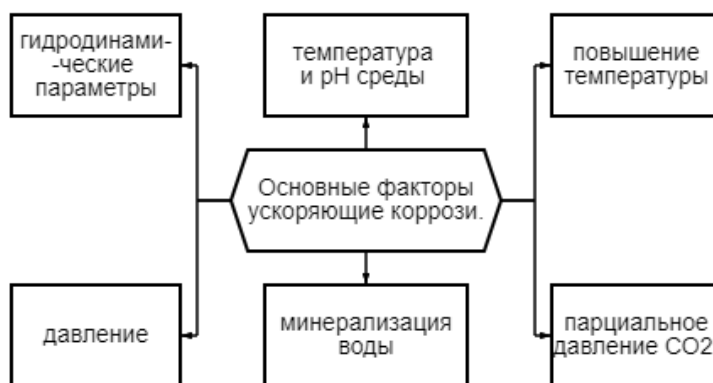 гидродинами-
-ческие
параметры
температура
и pH среды
повышение
температуры
Основные факторы
ускоряющие коррози.
давление
минерализация
воды
парциальное
давление CO2